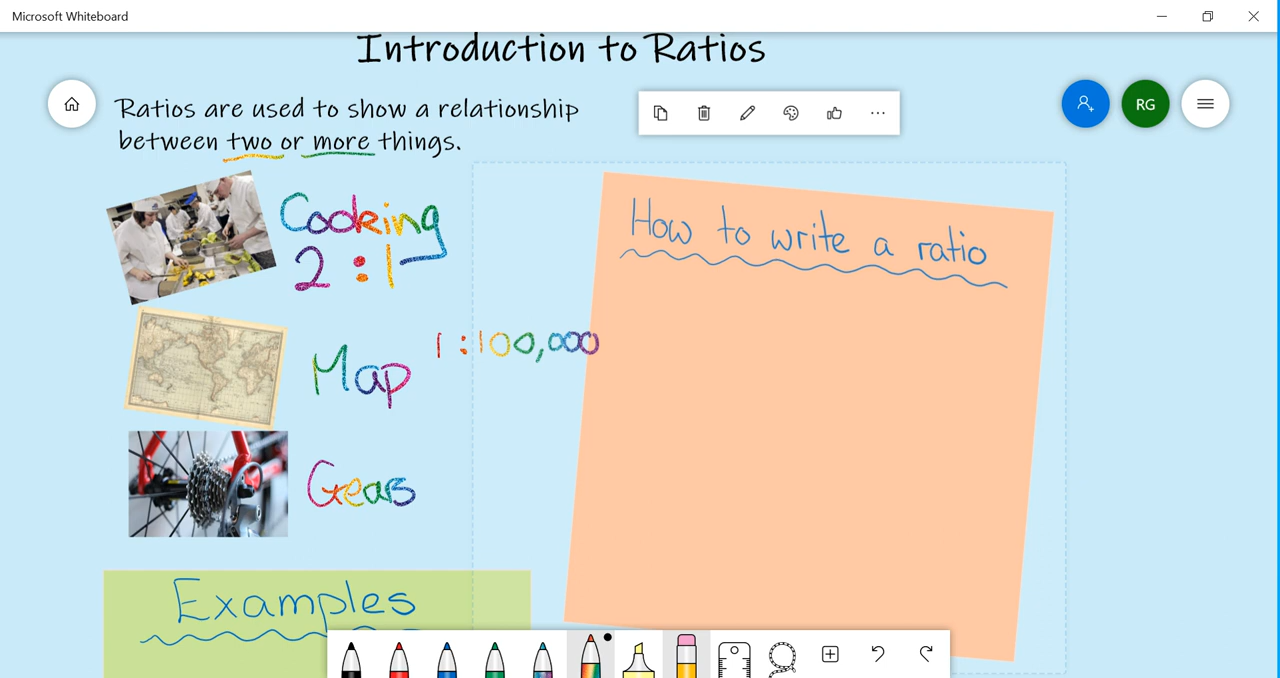 Microsoft Whiteboard
Introduction to Ratios
Ratios are used to show a relationship
between two or more things.
RG
Cooking
2:1
Map 1:100,000
Gears
Examples
How to write a ratio